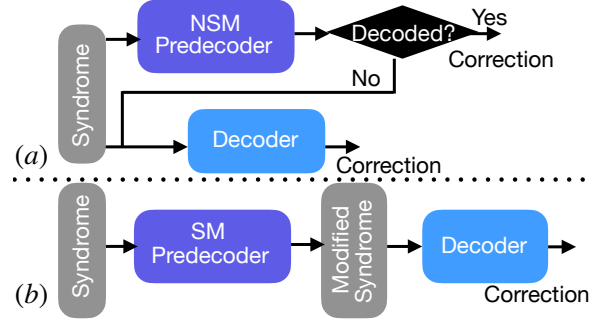 Syndrome
NSM
Predecoder
Decoded?
Yes
Correction
No
Decoder
Correction
(a)
Syndrome
SM
Predecoder
Modified
Syndrome
Decoder
Correction
(b)